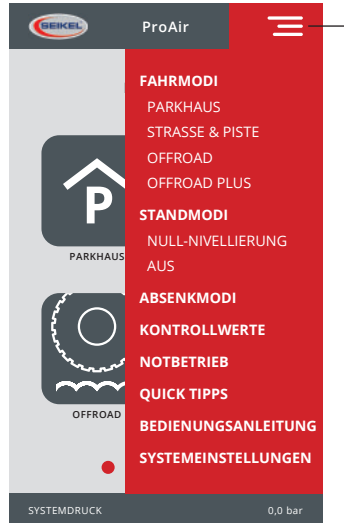 SEIKEL
ProAir
FAHRMODI
PARKHAUS
STRASSE & PISTE
OFFROAD
OFFROAD PLUS
STANDMODI
NULL-NIVELLIERUNG
AUS
ABSENKMODI
KONTROLLWERTE
NOTBETRIEB
QUICK TIPPS
BEDIENUNGSANLEITUNG
SYSTEMEINSTELLUNGEN
P
PARKHAUS
OFFROAD
SYSTEMDRUCK 0,0 bar